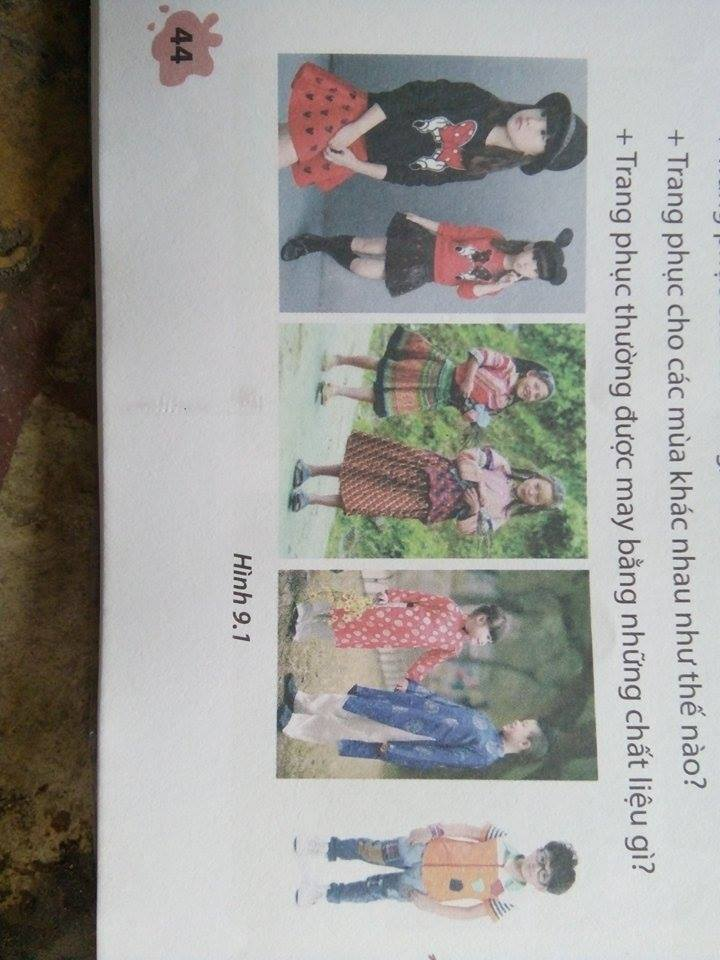 + Trang phục cho các mùa khác nhau như thế nào?
+ Trang phục thường được may bằng những chất liệu gì?
Hình 9.1
44